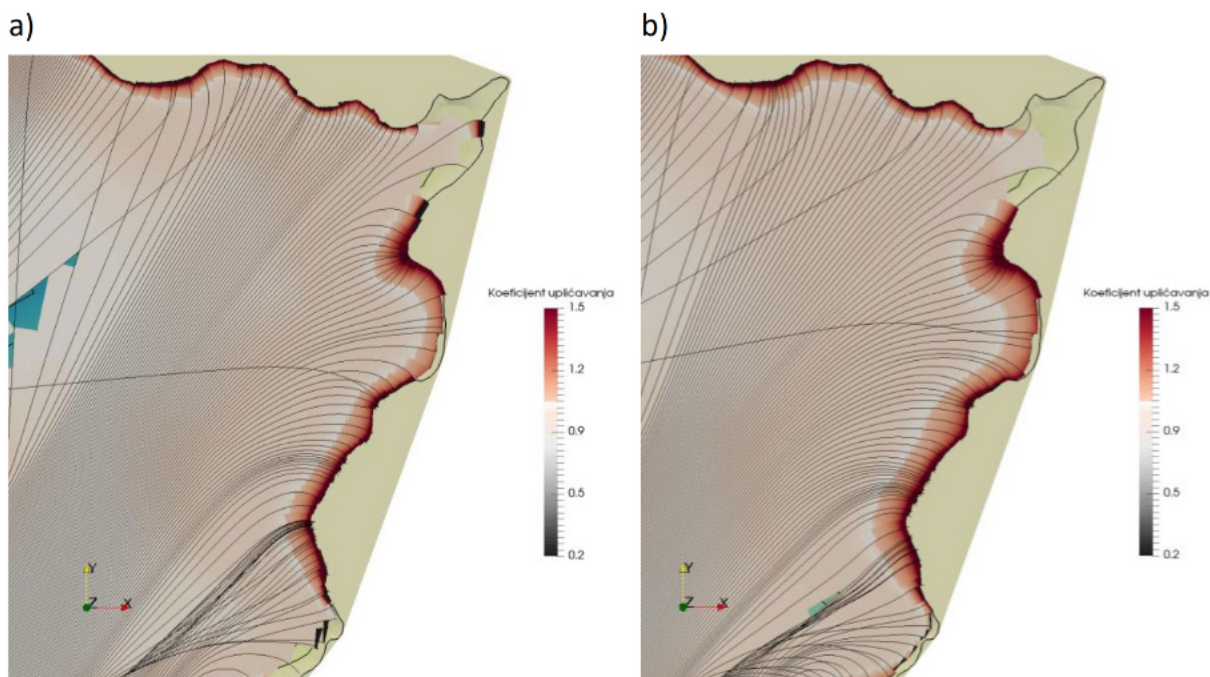 a)
b)
Koeficijent uplićavanja
1.5
1.2
0.9
0.5
0.2
Y
Z
X
Koeficijent uplićavanja
1.5
1.2
0.9
0.5
0.2
Y
Z
X